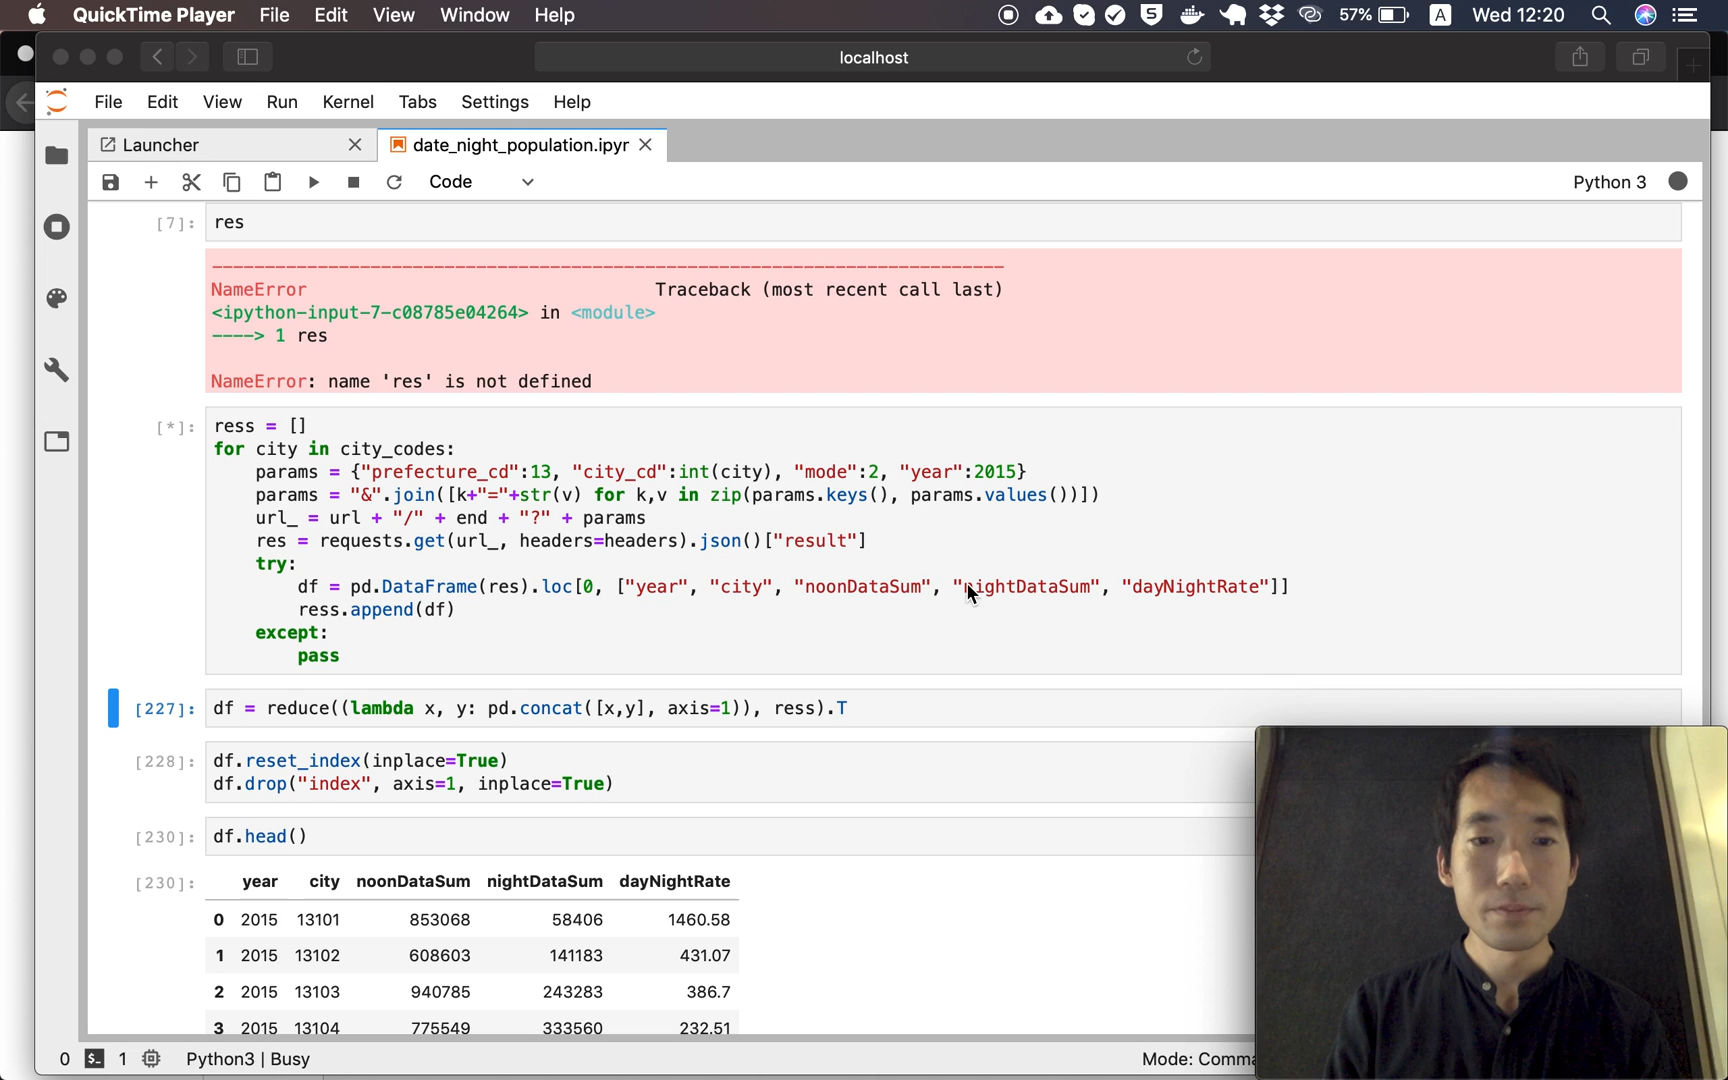 QuickTime Player File Edit View Window Help 57% A Wed 12:20
localhost
File Edit View Run Kernel Tabs Settings Help
Launcher date_night_population.ipyr
Code Python 3
[7]: res
NameError Traceback (most recent call last)
<ipython-input-7-c08785e04264> in <module>
----> 1 res
NameError: name 'res' is not defined
[*]: ress = []
for city in city_codes:
params = {"prefecture_cd":13, "city_cd":int(city), "mode":2, "year":2015}
params = "&".join([k+"="+str(v) for k,v in zip(params.keys(), params.values())])
url_ = url + "/" + end + "?" + params
res = requests.get(url_, headers=headers).json()["result"]
try:
df = pd.DataFrame(res).loc[0, ["year", "city", "noonDataSum", "nightDataSum", "dayNightRate"]]
ress.append(df)
except:
pass
[227]: df = reduce((lambda x, y: pd.concat([x,y], axis=1)), ress).T
[228]: df.reset_index(inplace=True)
df.drop("index", axis=1, inplace=True)
[230]: df.head()
[230]: year city noonDataSum nightDataSum dayNightRate
0 2015 13101 853068 58406 1460.58
1 2015 13102 608603 141183 431.07
2 2015 13103 940785 243283 386.7
3 2015 13104 775549 333560 232.51
0 1 Python3 | Busy Mode: Comma